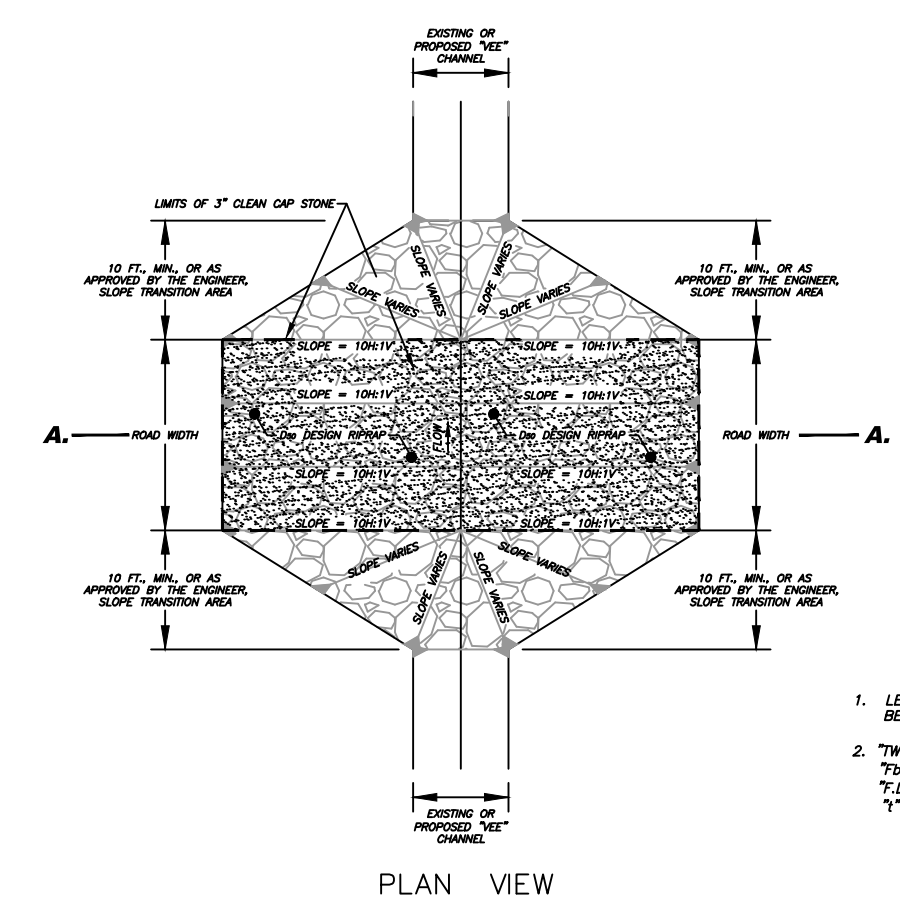 EXISTING OR
PROPOSED "VEE"
CHANNEL
LIMITS OF 3" CLEAN CAP STONE
10 FT., MIN., OR AS
APPROVED BY THE ENGINEER,
SLOPE TRANSITION AREA
SLOPE VARIES
SLOPE VARIES
SLOPE VARIES
SLOPE VARIES
10 FT., MIN., OR AS
APPROVED BY THE ENGINEER,
SLOPE TRANSITION AREA
SLOPE = 10H:1V
SLOPE = 10H:1V
SLOPE = 10H:1V
SLOPE = 10H:1V
A.
ROAD WIDTH
D50 DESIGN RIPRAP
FLOW
D50 DESIGN RIPRAP
ROAD WIDTH
A.
SLOPE = 10H:1V
SLOPE = 10H:1V
SLOPE = 10H:1V
SLOPE = 10H:1V
10 FT., MIN., OR AS
APPROVED BY THE ENGINEER,
SLOPE TRANSITION AREA
SLOPE VARIES
SLOPE VARIES
SLOPE VARIES
SLOPE VARIES
10 FT., MIN., OR AS
APPROVED BY THE ENGINEER,
SLOPE TRANSITION AREA
1. LE
BE
2. "TW
"Fb
"F.
"t"
EXISTING OR
PROPOSED "VEE"
CHANNEL
PLAN VIEW